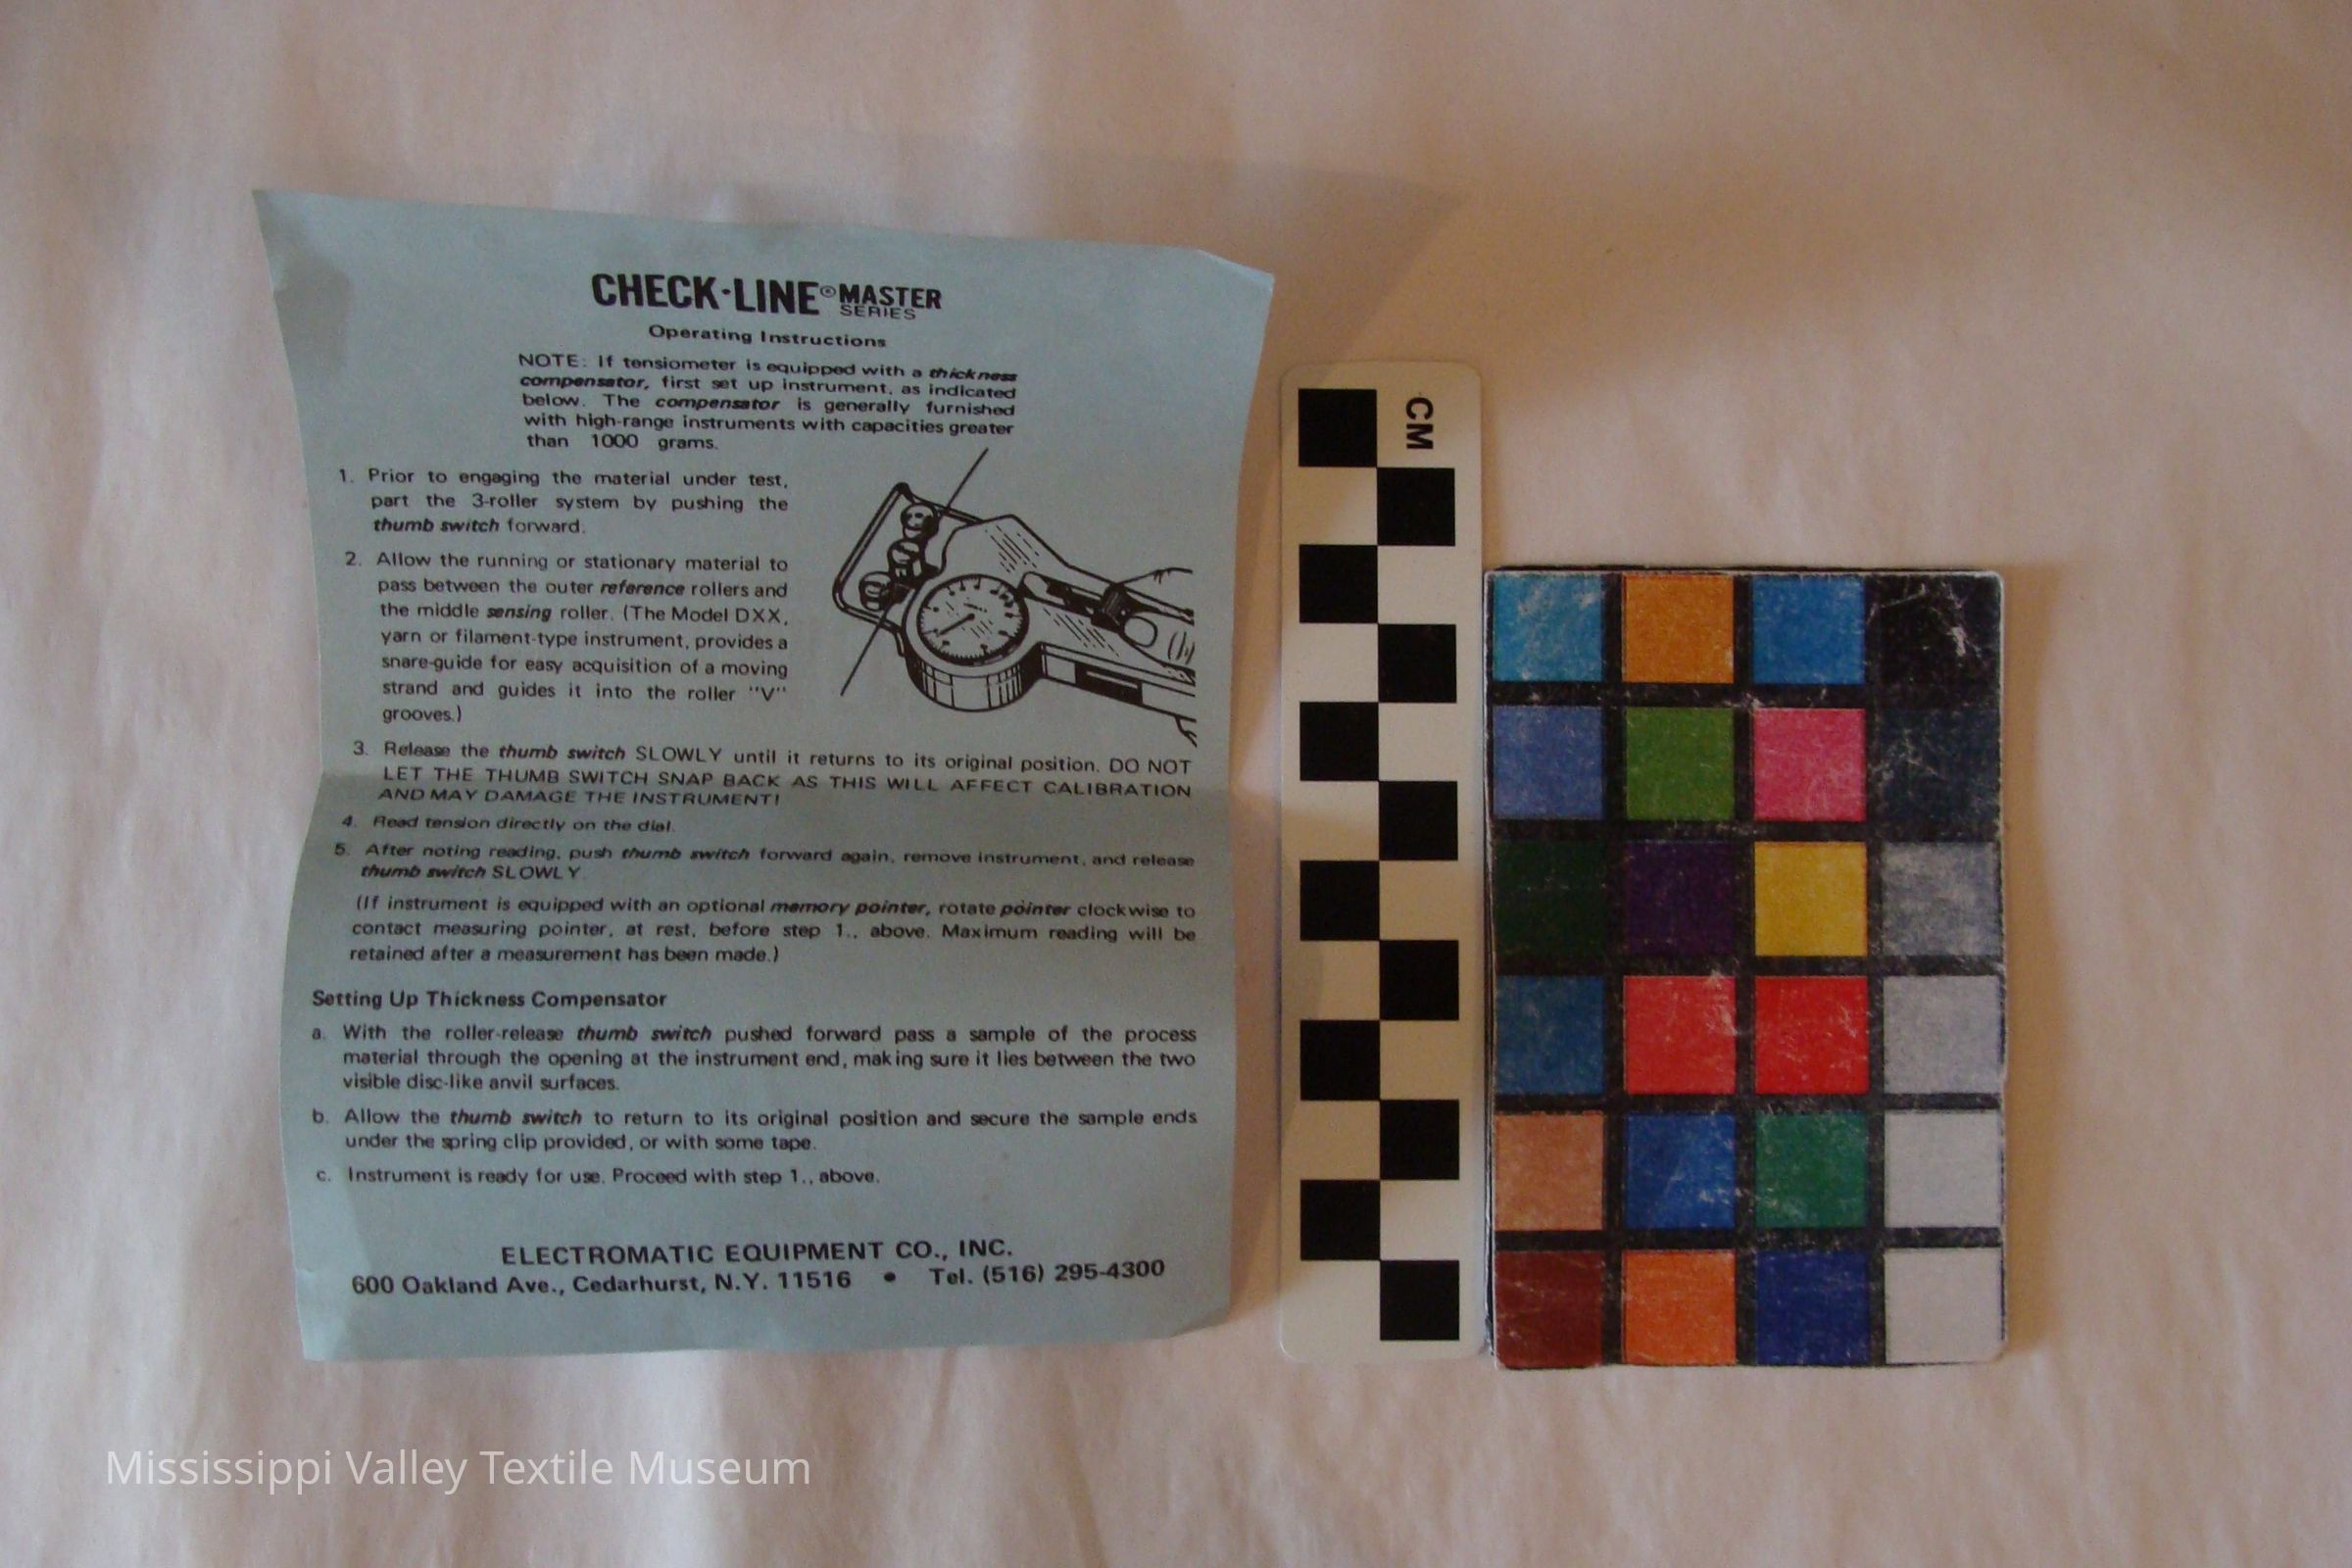 CHECK·LINE® MASTER SERIES
Operating Instructions
NOTE: If tensiometer is equipped with a thickness
compensator, first set up instrument, as indicated
below. The compensator is generally furnished
with high-range instruments with capacities greater
than 1000 grams.
1. Prior to engaging the material under test,
part the 3-roller system by pushing the
thumb switch forward.
2. Allow the running or stationary material to
pass between the outer reference rollers and
the middle sensing roller. (The Model DXX,
yarn or filament-type instrument, provides a
snare-guide for easy acquisition of a moving
strand and guides it into the roller "V"
grooves.)
3. Release the thumb switch SLOWLY until it returns to its original position. DO NOT
LET THE THUMB SWITCH SNAP BACK AS THIS WILL AFFECT CALIBRATION
AND MAY DAMAGE THE INSTRUMENT!
4. Read tension directly on the dial.
5. After noting reading, push thumb switch forward again, remove instrument, and release
thumb switch SLOWLY.
(If instrument is equipped with an optional memory pointer, rotate pointer clockwise to
contact measuring pointer, at rest, before step 1., above. Maximum reading will be
retained after a measurement has been made.)
Setting Up Thickness Compensator
a. With the roller-release thumb switch pushed forward pass a sample of the process
material through the opening at the instrument end, making sure it lies between the two
visible disc-like anvil surfaces.
b. Allow the thumb switch to return to its original position and secure the sample ends
under the spring clip provided, or with some tape.
c. Instrument is ready for use. Proceed with step 1., above.
ELECTROMATIC EQUIPMENT CO., INC.
600 Oakland Ave., Cedarhurst, N.Y. 11516 • Tel. (516) 295-4300
CM
Mississippi Valley Textile Museum